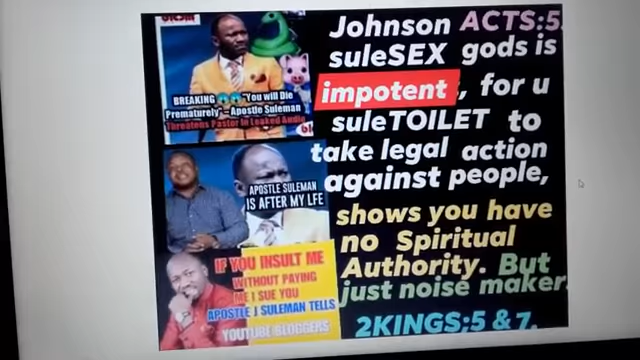 BREAKING "You will Die
Prematurely" – Apostle Suleman
Threatens Pastor In Leaked Audio
APOSTLE SULEMAN
IS AFTER MY LFE
IF YOU INSULT ME
WITHOUT PAYING
ME I SUE YOU
APOSTLE J SULEMAN TELLS
YOUTUBE BLOGGERS
Johnson ACTS:5.
suleSEX gods is
impotent, for u
suleTOILET to
take legal action
against people,
shows you have
no Spiritual
Authority. But
just noise maker.
2KINGS:5 & 7.